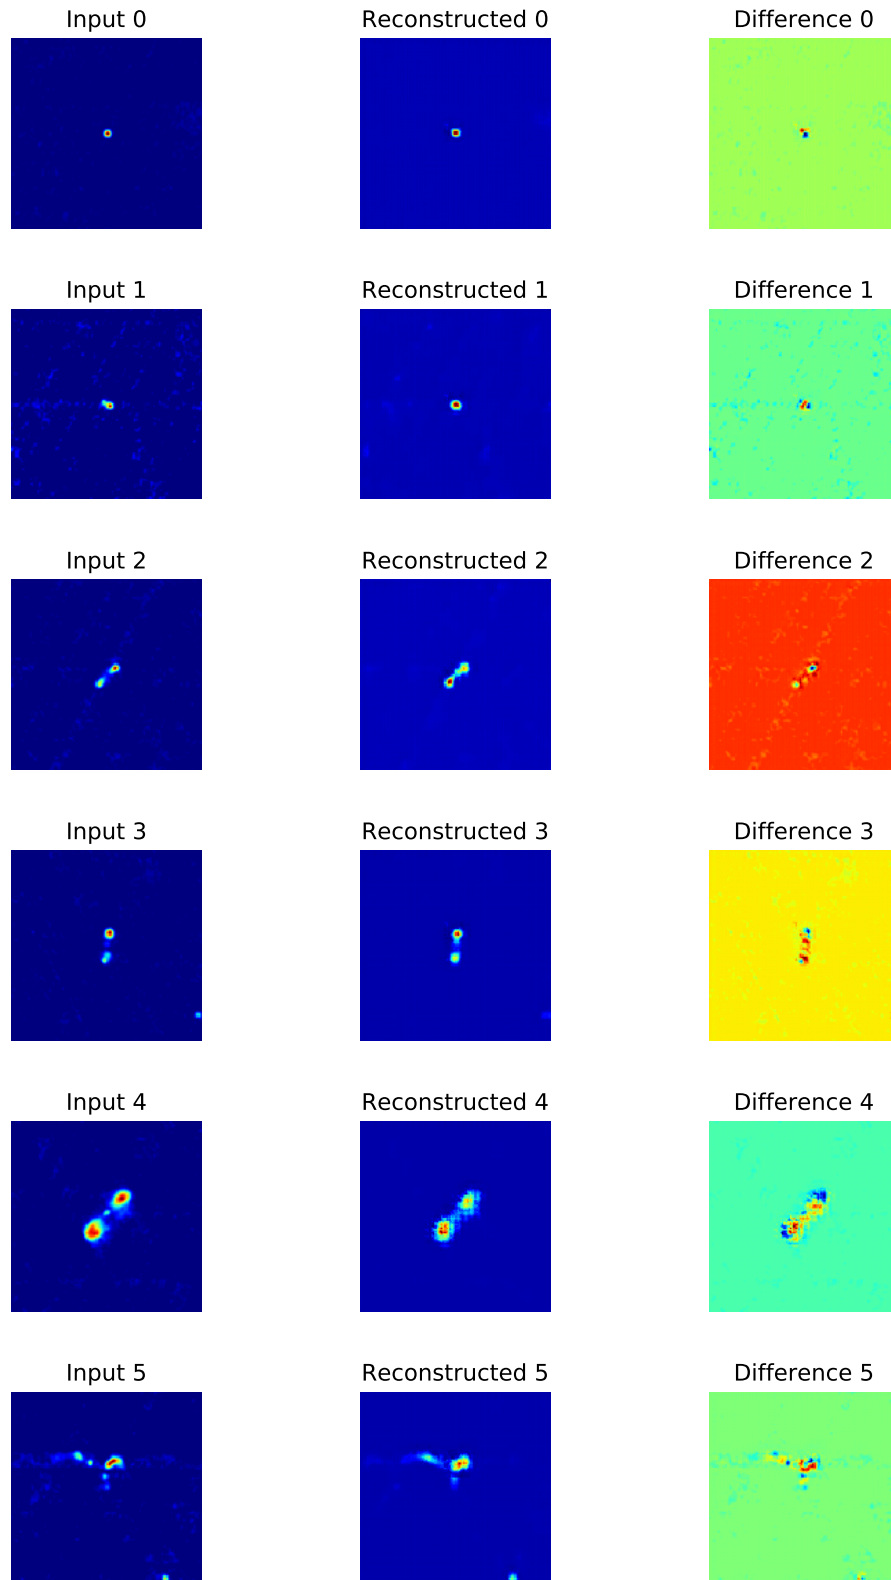 Input 0 Reconstructed 0 Difference 0
Input 1 Reconstructed 1 Difference 1
Input 2 Reconstructed 2 Difference 2
Input 3 Reconstructed 3 Difference 3
Input 4 Reconstructed 4 Difference 4
Input 5 Reconstructed 5 Difference 5